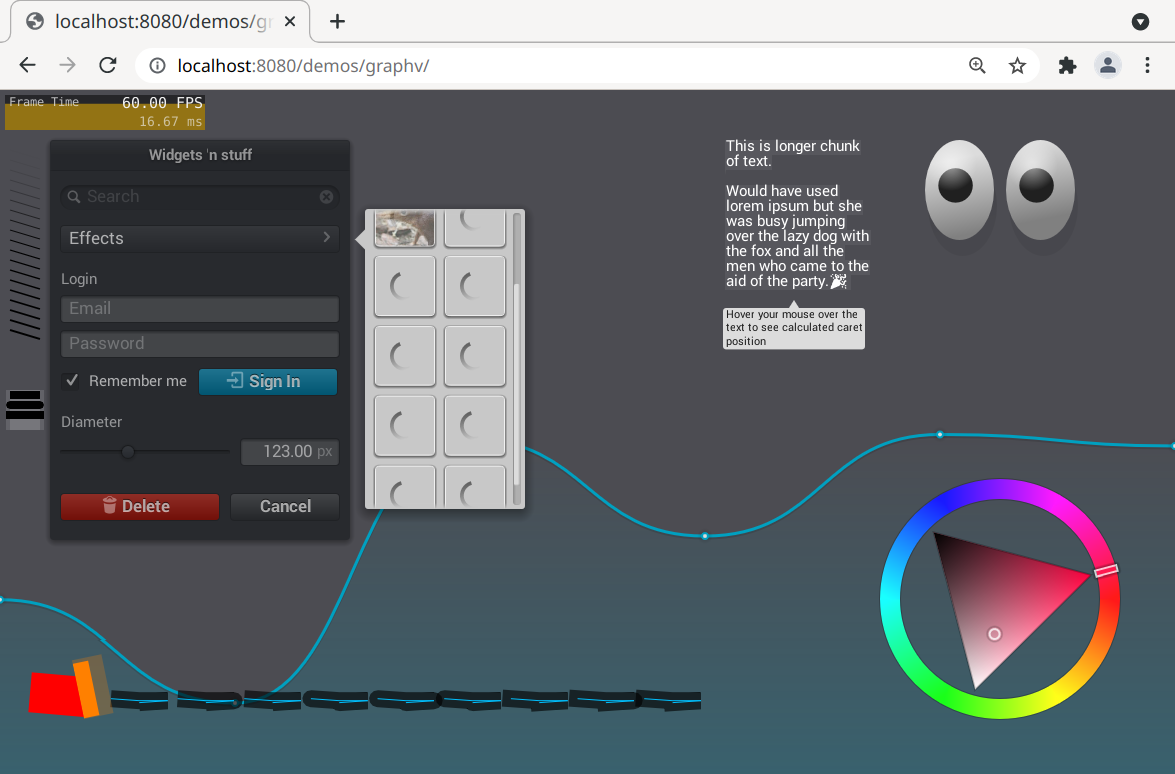 localhost:8080/demos/gr
localhost:8080/demos/graphv/
Frame Time
60.00 FPS
16.67 ms
Widgets 'n stuff
Search
Effects
Login
Email
Password
Remember me
Sign In
Diameter
123.00 px
Delete
Cancel
This is longer chunk
of text.
Would have used
lorem ipsum but she
was busy jumping
over the lazy dog with
the fox and all the
men who came to the
aid of the party.🎉
Hover your mouse over the
text to see calculated caret
position